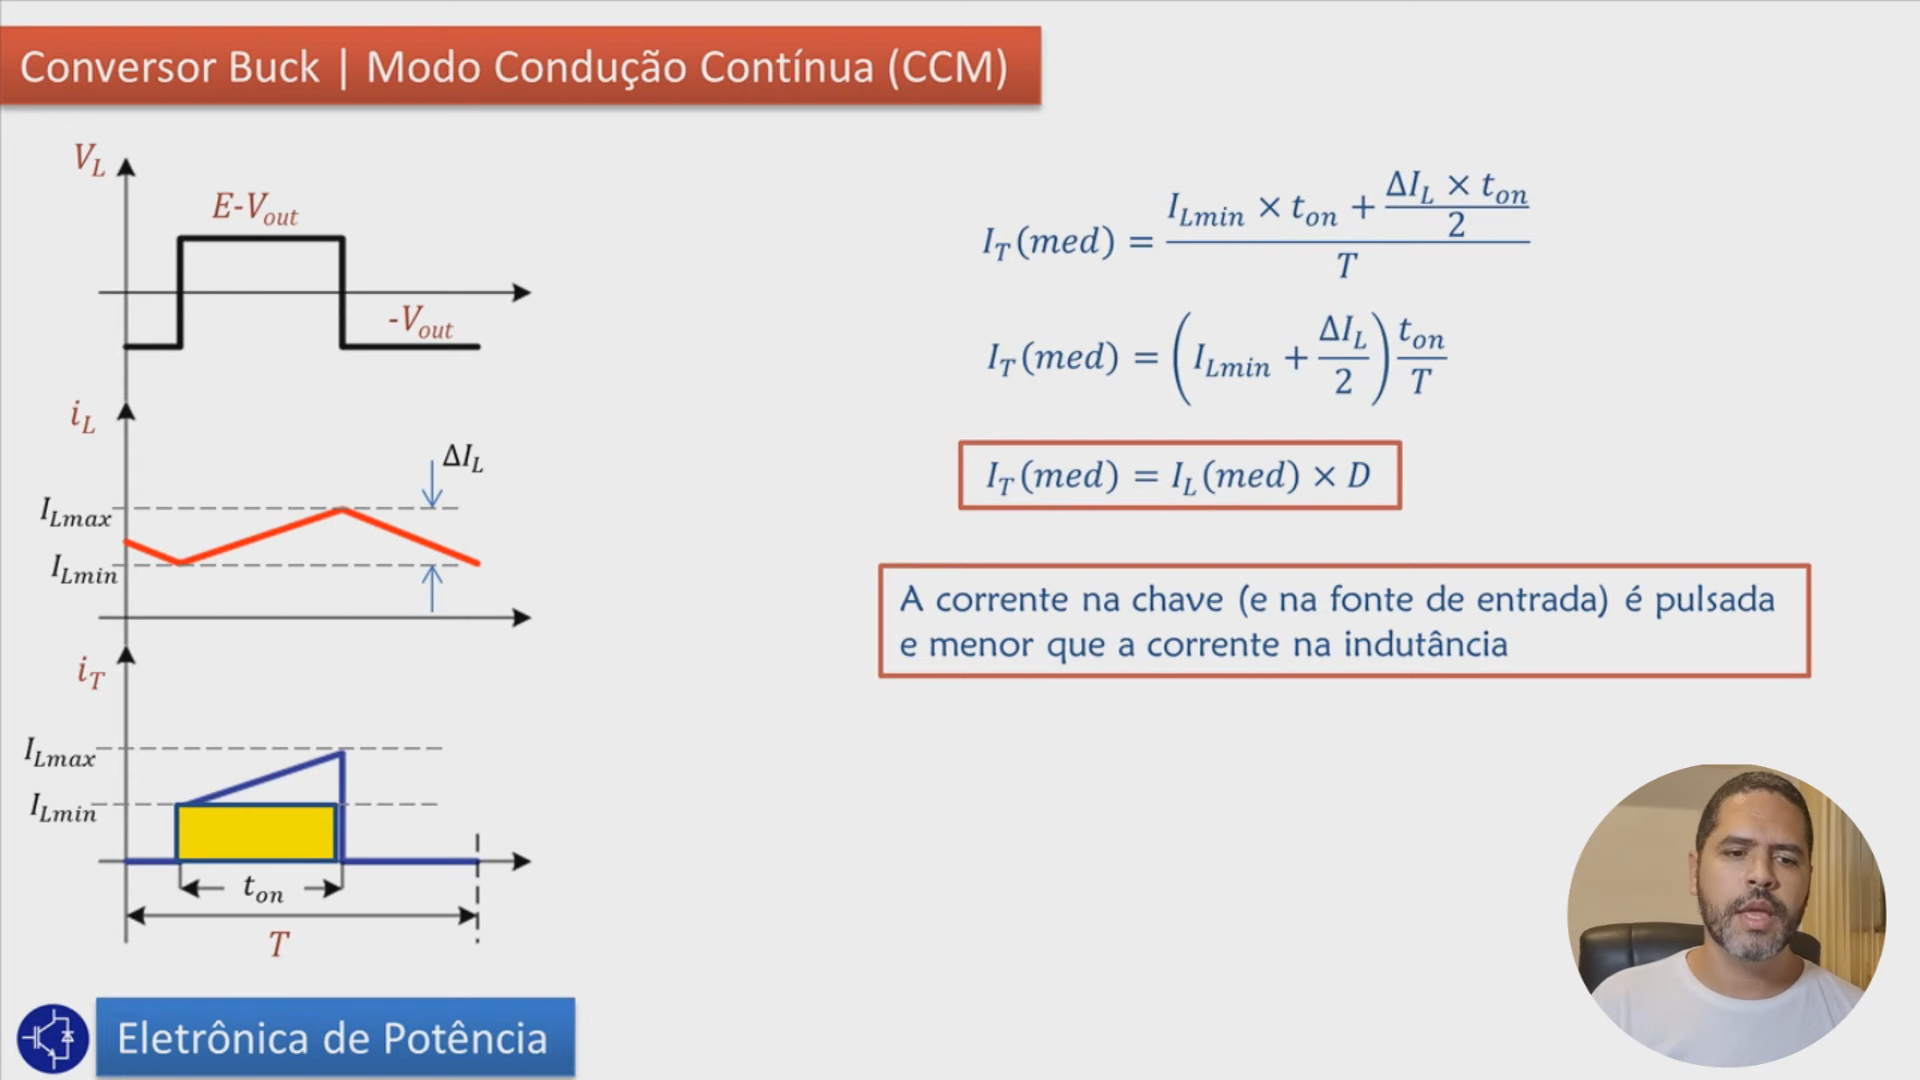 Conversor Buck | Modo Condução Contínua (CCM)
V_L
E-V_out
-V_out
i_L
ΔI_L
I_Lmax
I_Lmin
i_T
I_Lmax
I_Lmin
t_on
T
I_T(med) = (I_Lmin × t_on + (ΔI_L × t_on)/2)/T
I_T(med) = (I_Lmin + ΔI_L/2) t_on/T
I_T(med) = I_L(med) × D
A corrente na chave (e na fonte de entrada) é pulsada
e menor que a corrente na indutância
Eletrônica de Potência